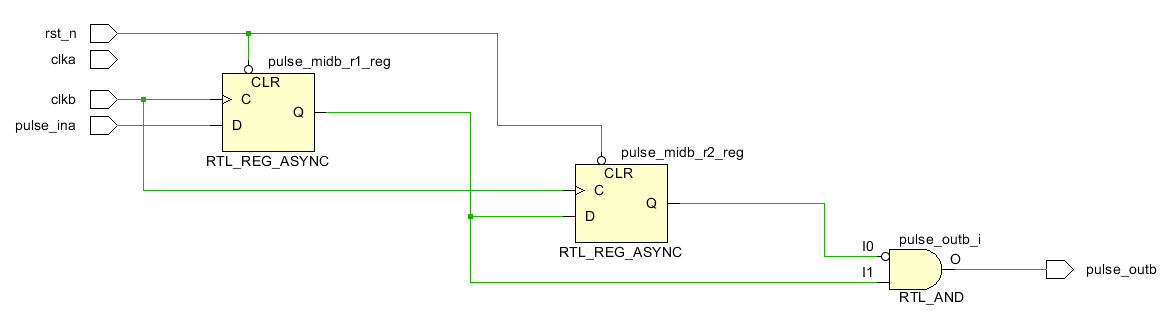 rst_n
clka
clkb
pulse_ina
pulse_midb_r1_reg
CLR
C
Q
D
RTL_REG_ASYNC
pulse_midb_r2_reg
CLR
C
Q
D
RTL_REG_ASYNC
pulse_outb_i
I0
O
I1
RTL_AND
pulse_outb